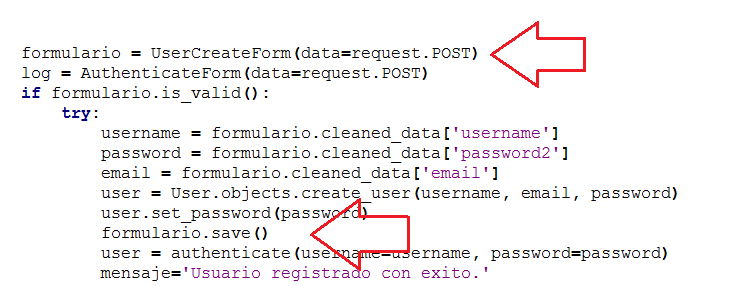 formulario = UserCreateForm(data=request.POST)
log = AuthenticateForm(data=request.POST)
if formulario.is_valid():
try:
username = formulario.cleaned_data['username']
password = formulario.cleaned_data['password2']
email = formulario.cleaned_data['email']
user = User.objects.create_user(username, email, password)
user.set_password(password)
formulario.save()
user = authenticate(username=username, password=password)
mensaje='Usuario registrado con exito.'